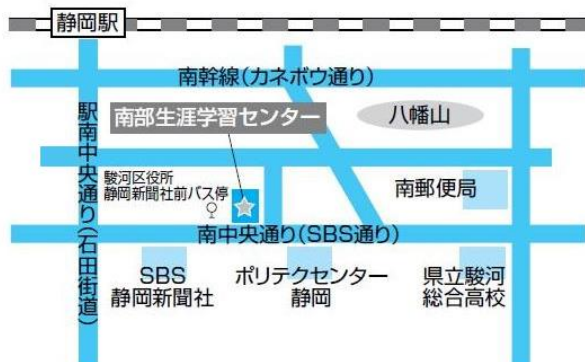 静岡駅
南幹線(カネボウ通り)
南部生涯学習センター
八幡山
駅南中央通り(石田街道)
駿河区役所
静岡新聞社前バス停
南郵便局
南中央通り(SBS通り)
SBS
静岡新聞社
ポリテクセンター
静岡
県立駿河
総合高校